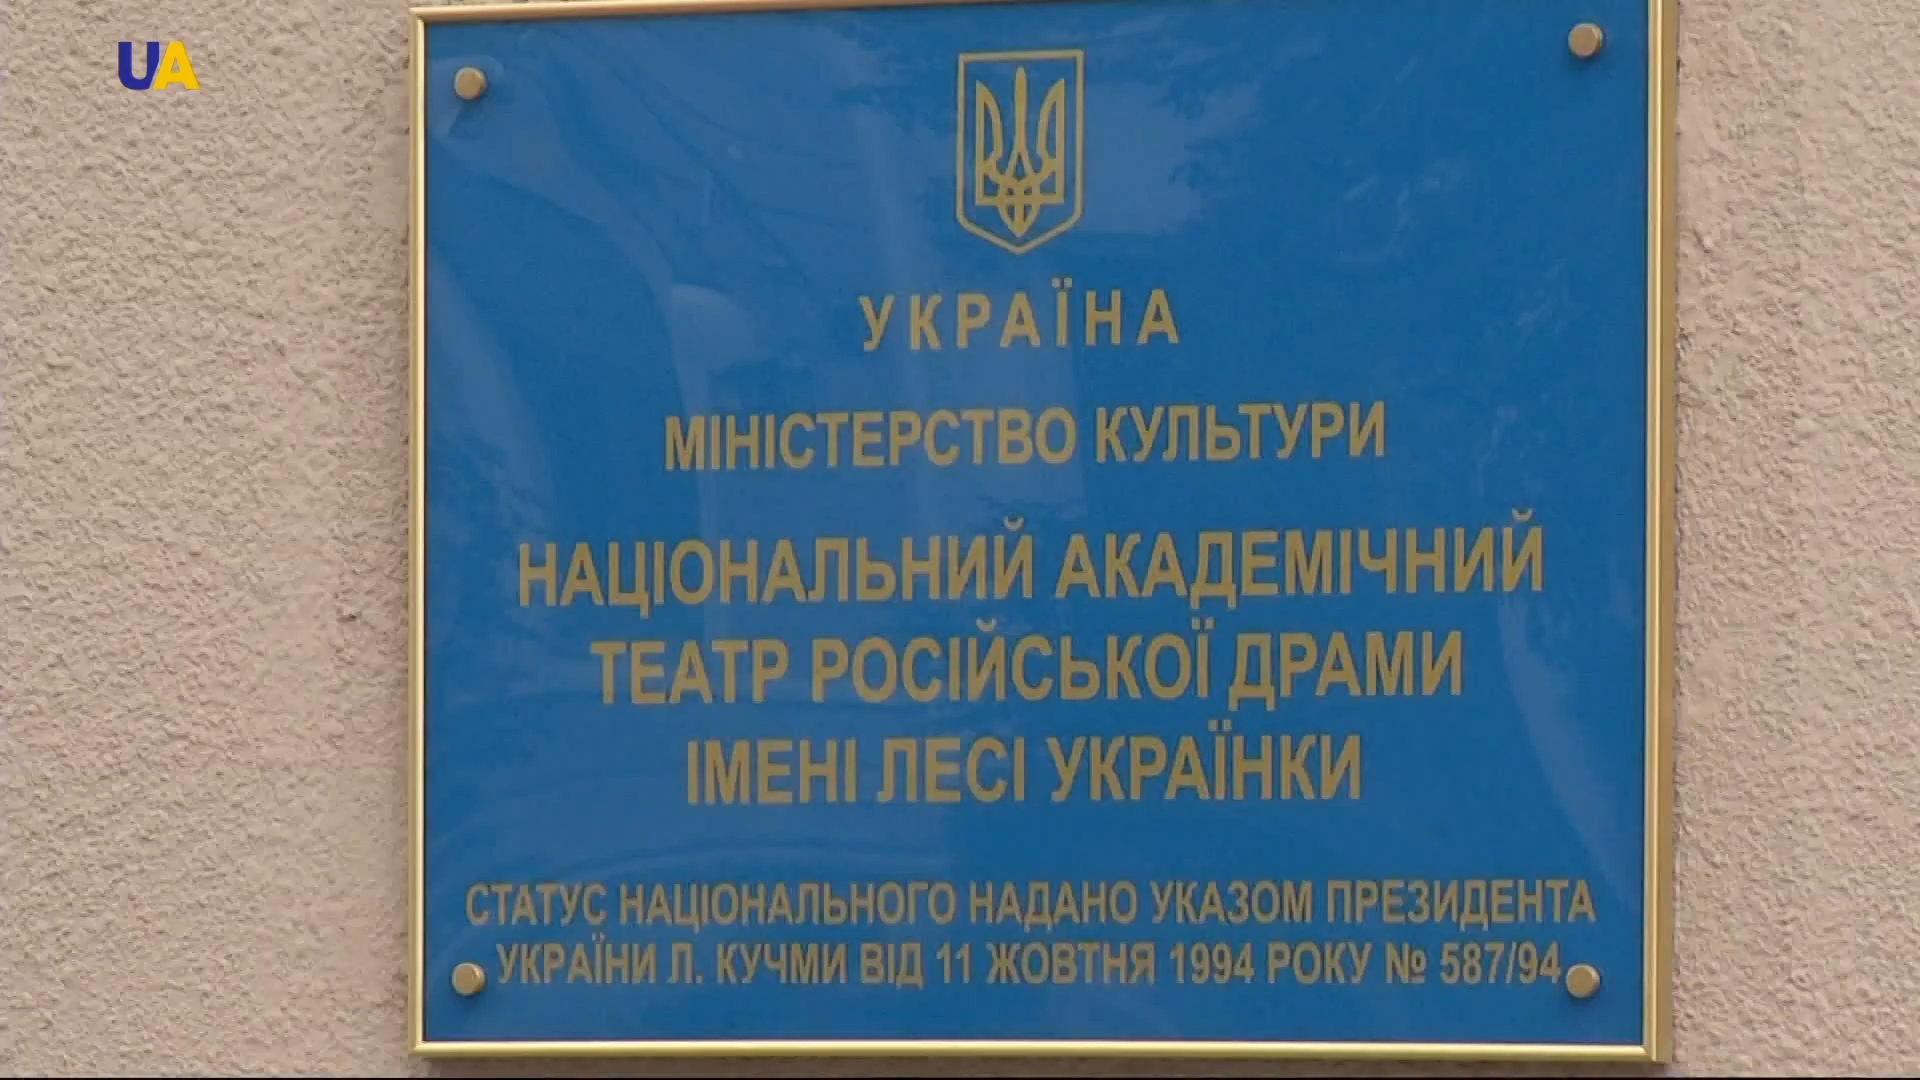 UA
УКРАЇНА
МІНІСТЕРСТВО КУЛЬТУРИ
НАЦІОНАЛЬНИЙ АКАДЕМІЧНИЙ
ТЕАТР РОСІЙСЬКОЇ ДРАМИ
ІМЕНІ ЛЕСІ УКРАЇНКИ
СТАТУС НАЦІОНАЛЬНОГО НАДАНО УКАЗОМ ПРЕЗИДЕНТА
УКРАЇНИ Л. КУЧМИ ВІД 11 ЖОВТНЯ 1994 РОКУ № 587/94